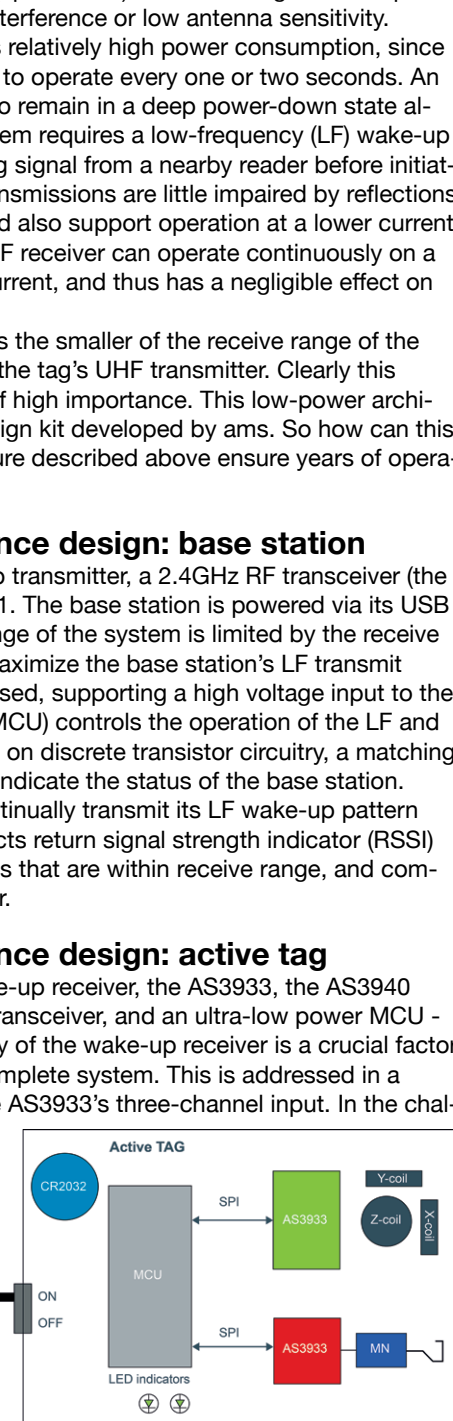 terference or low antenna sensitivity.
relatively high power consumption, since
to operate every one or two seconds. An
o remain in a deep power-down state al-
em requires a low-frequency (LF) wake-up
g signal from a nearby reader before initiat-
nsmissions are little impaired by reflections
d also support operation at a lower current
F receiver can operate continuously on a
urrent, and thus has a negligible effect on
s the smaller of the receive range of the
the tag's UHF transmitter. Clearly this
f high importance. This low-power archi-
ign kit developed by ams. So how can this
ure described above ensure years of opera-
nce design: base station
p transmitter, a 2.4GHz RF transceiver (the
1. The base station is powered via its USB
nge of the system is limited by the receive
aximize the base station's LF transmit
sed, supporting a high voltage input to the
MCU) controls the operation of the LF and
on discrete transistor circuitry, a matching
indicate the status of the base station.
tinually transmit its LF wake-up pattern
cts return signal strength indicator (RSSI)
s that are within receive range, and com-
r.
nce design: active tag
e-up receiver, the AS3933, the AS3940
ransceiver, and an ultra-low power MCU -
y of the wake-up receiver is a crucial factor
mplete system. This is addressed in a
e AS3933's three-channel input. In the chal-
Active TAG
CR2032
MCU
SPI
AS3933
Y-coil
Z-coil
X-coil
ON
OFF
SPI
AS3933
MN
LED indicators